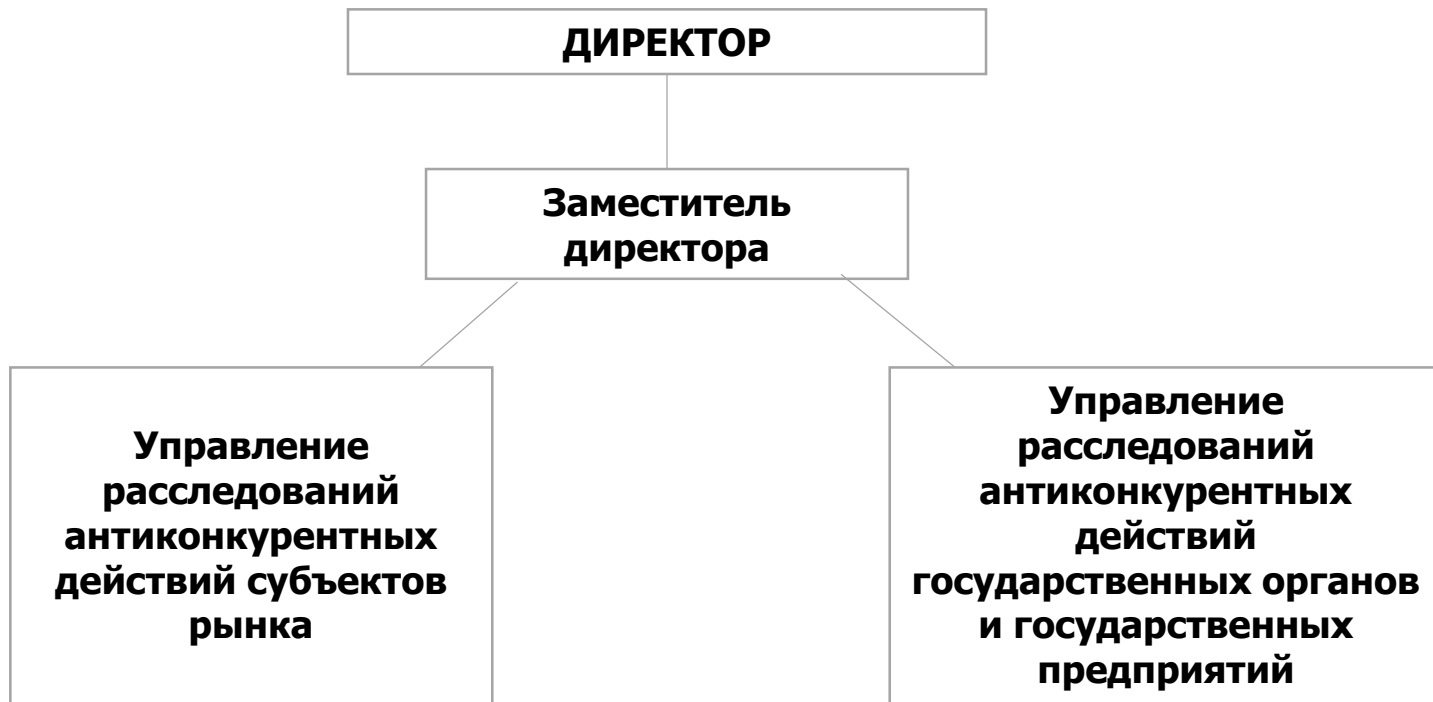 ДИРЕКТОР
Заместитель
директора
Управление
расследований
антиконкурентных
действий субъектов
рынка
Управление
расследований
антиконкурентных
действий
государственных органов
и государственных
предприятий